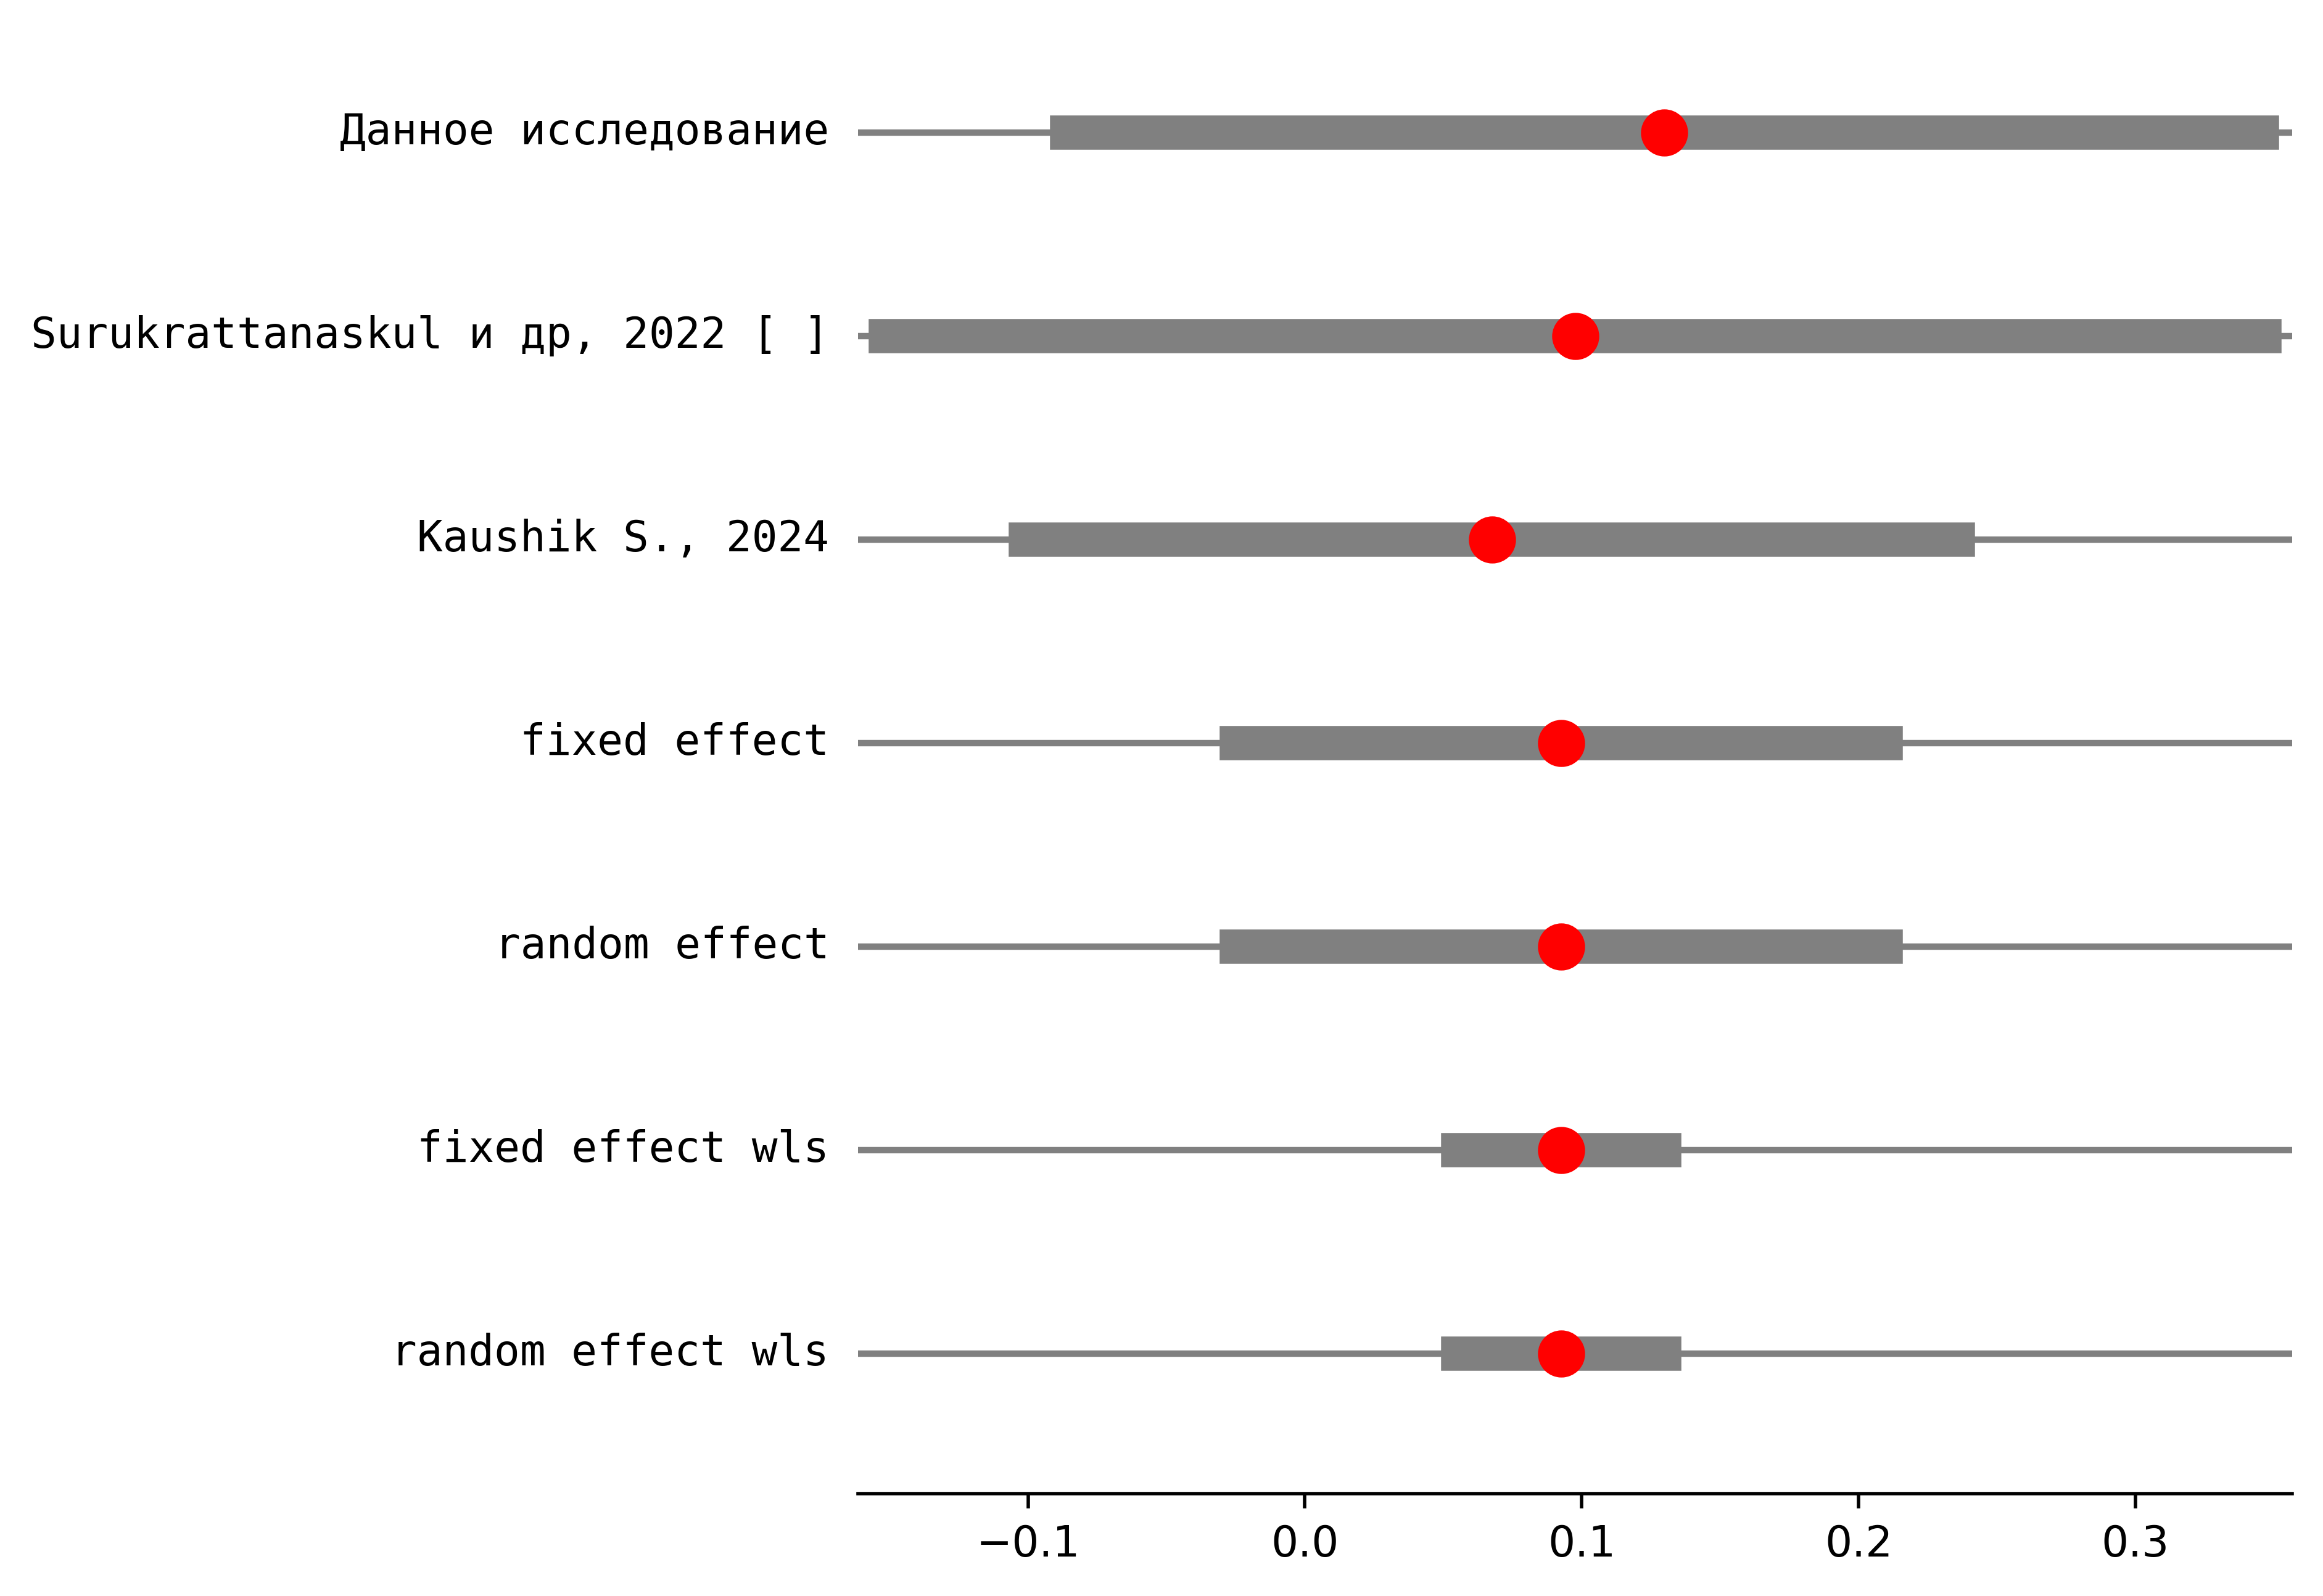 Данное исследование
Surukrattanaskul и др, 2022 [ ]
Kaushik S., 2024
fixed effect
random effect
fixed effect wls
random effect wls
−0.1 0.0 0.1 0.2 0.3